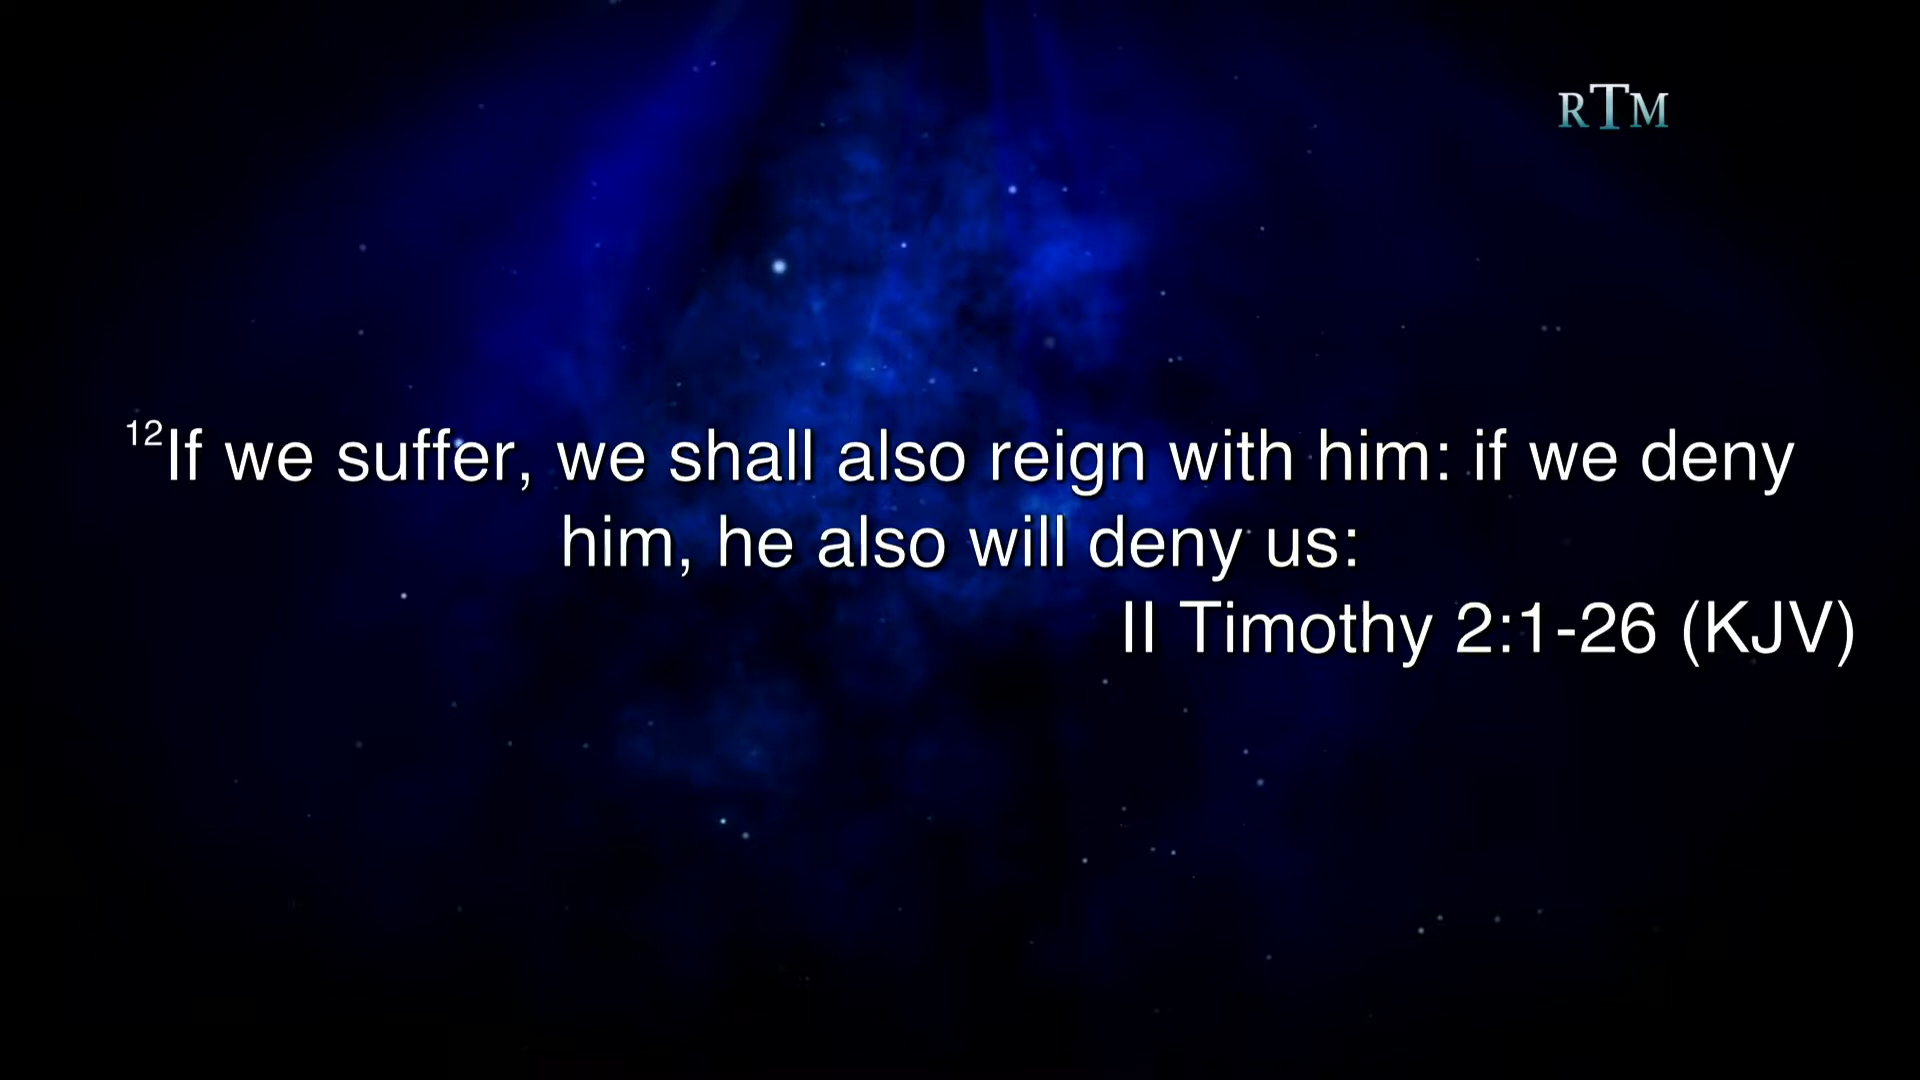 RTM
¹²If we suffer, we shall also reign with him: if we deny
him, he also will deny us:
II Timothy 2:1-26 (KJV)